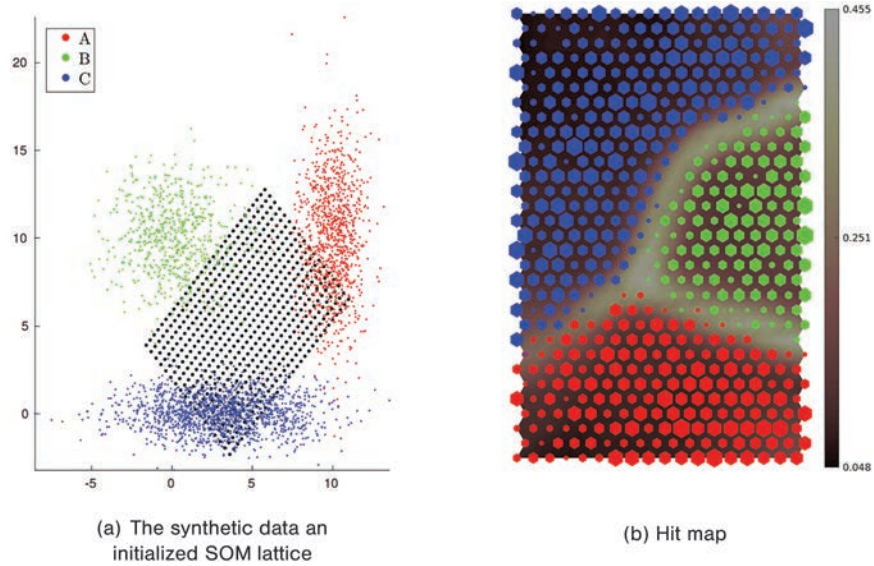 A
B
C
20
15
10
5
0
-5
0
5
10
(a) The synthetic data an
initialized SOM lattice
0.455
0.251
0.048
(b) Hit map